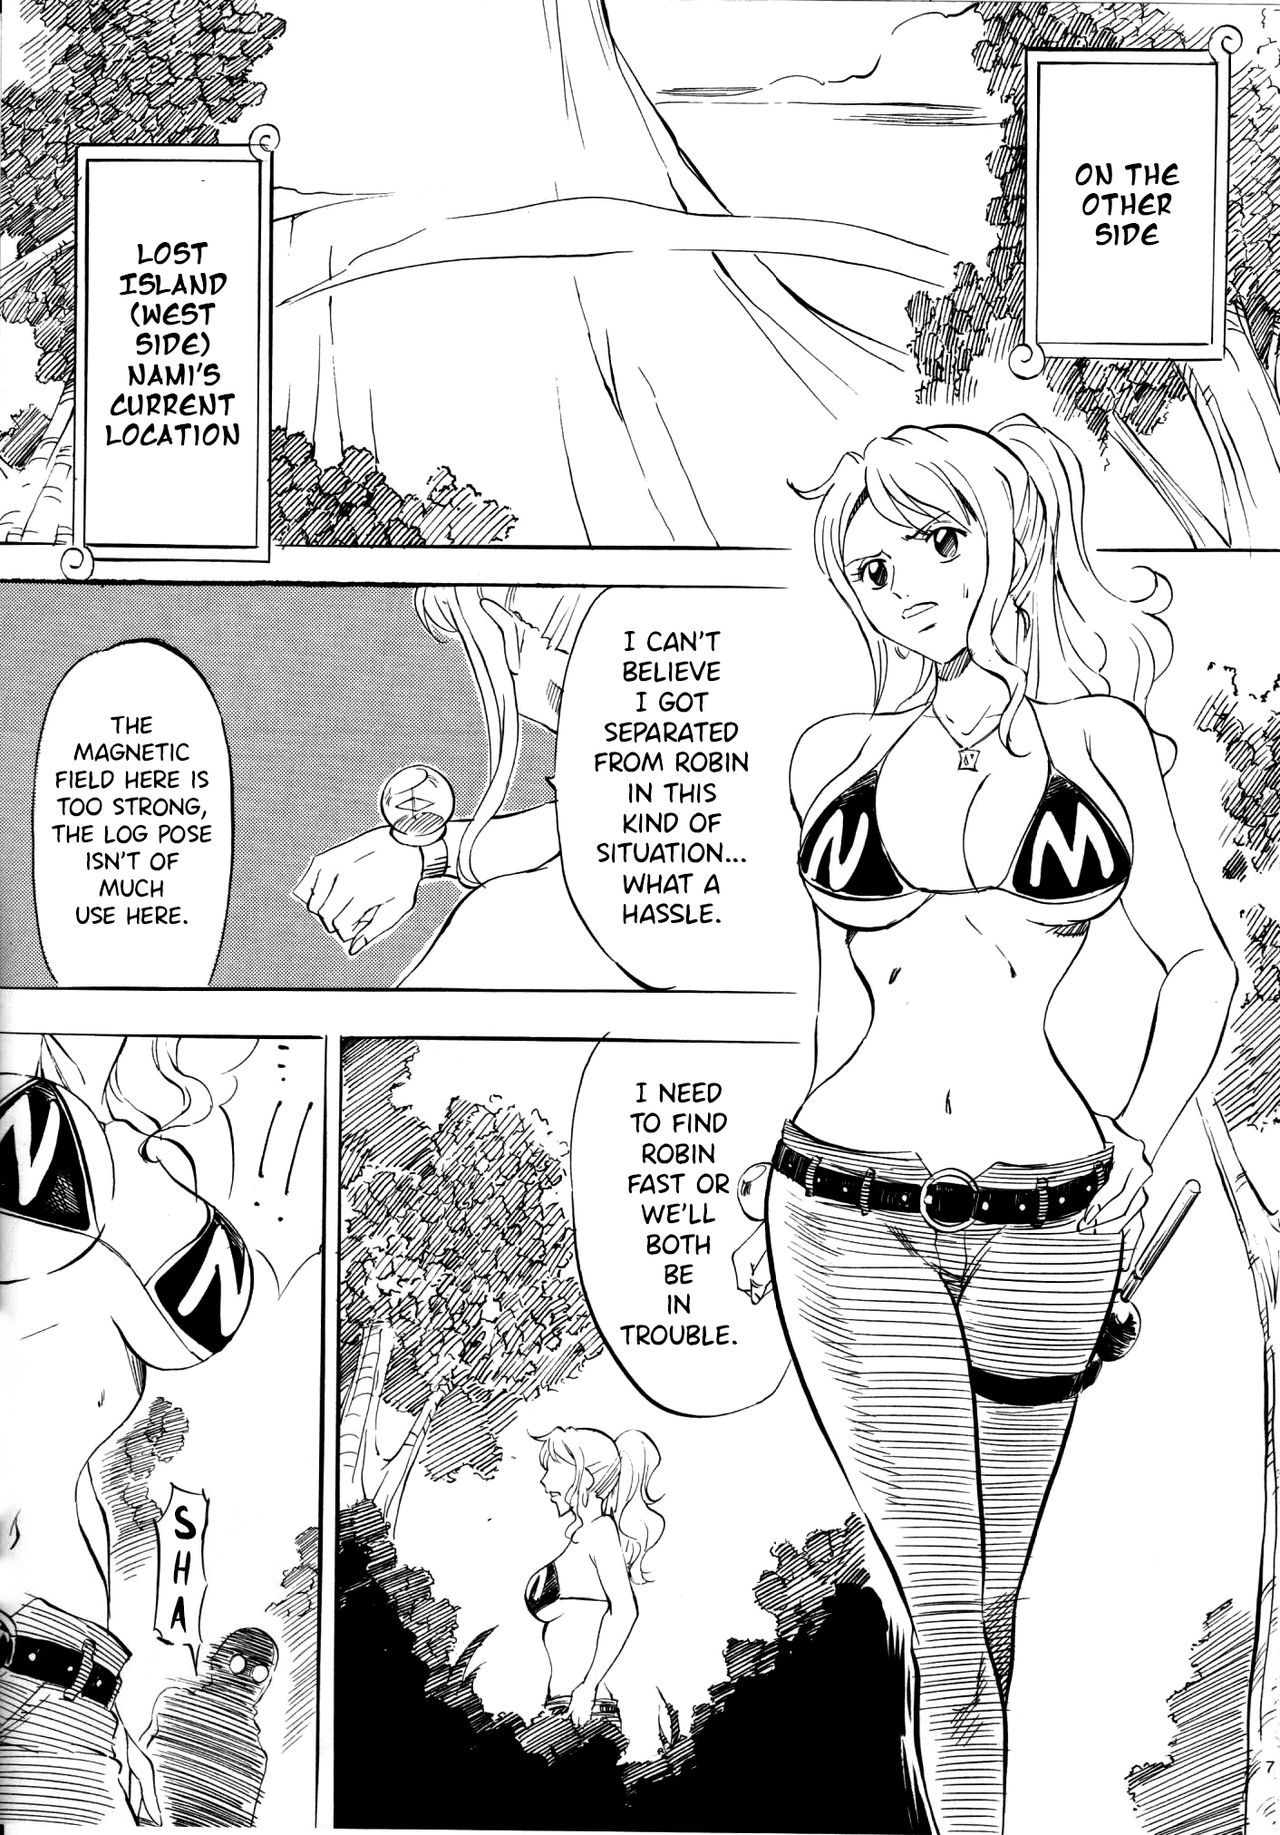 ON THE
OTHER
SIDE
LOST
ISLAND
(WEST
SIDE)
NAMI'S
CURRENT
LOCATION
I CAN'T
BELIEVE
I GOT
SEPARATED
FROM ROBIN
IN THIS
KIND OF
SITUATION...
WHAT A
HASSLE.
THE
MAGNETIC
FIELD HERE IS
TOO STRONG,
THE LOG POSE
ISN'T OF
MUCH
USE HERE.
N M
I NEED
TO FIND
ROBIN
FAST OR
WE'LL
BOTH
BE
IN
TROUBLE.
N
N
N
...!!
SHA
7